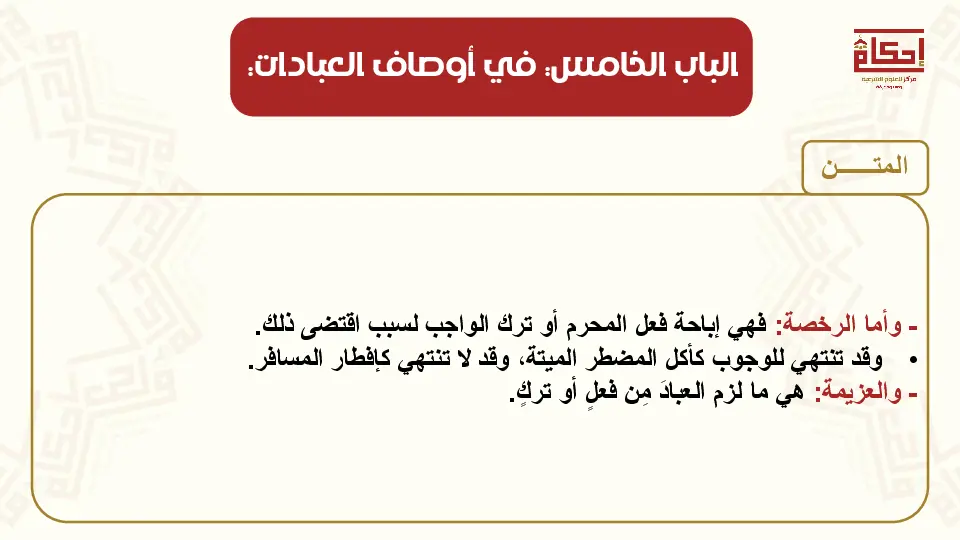 الباب الخامس: في أوصاف العبادات:
إحكام
مركز للعلوم الشرعية
المتـــــن
- وأما الرخصة: فهي إباحة فعل المحرم أو ترك الواجب لسبب اقتضى ذلك.
• وقد تنتهي للوجوب كأكل المضطر الميتة، وقد لا تنتهي كإفطار المسافر.
- والعزيمة: هي ما لزم العبادَ مِن فعلٍ أو تركٍ.